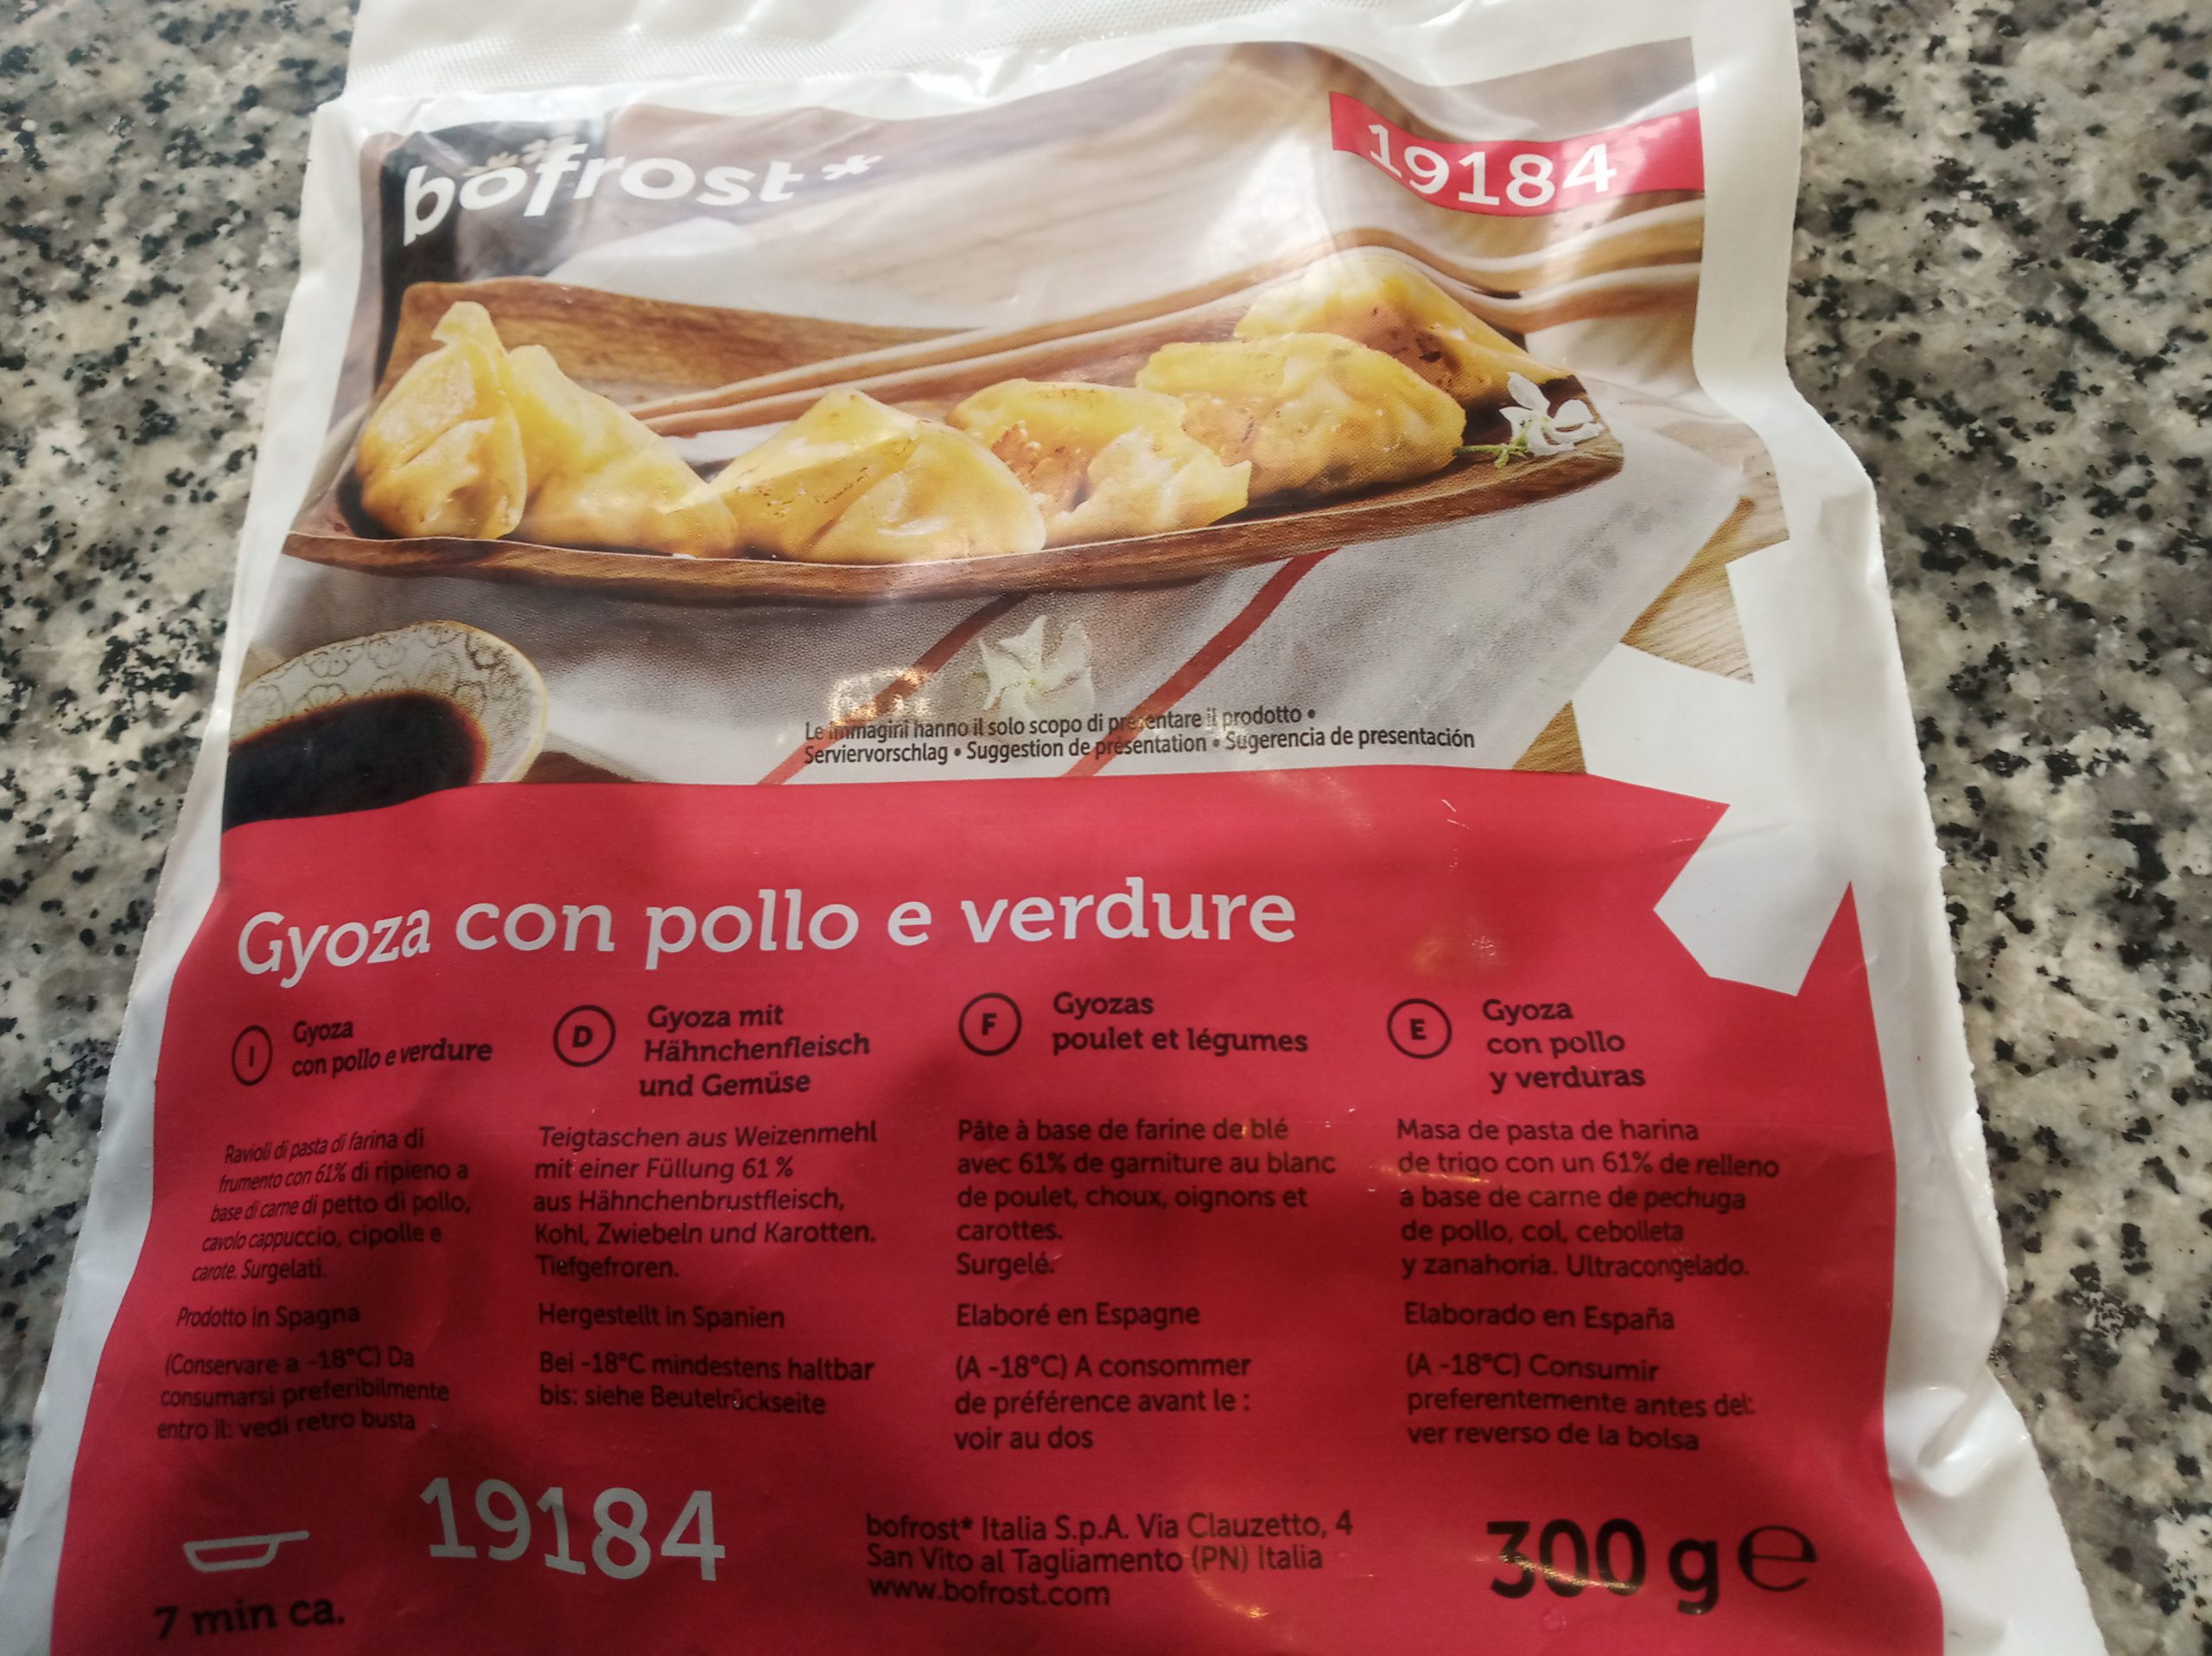 bofrost*
19184
Le immagini hanno il solo scopo di presentare il prodotto •
Serviervorschlag • Suggestion de présentation • Sugerencia de presentación
Gyoza con pollo e verdure
I
Gyoza
con pollo e verdure
Ravioli di pasta di farina di
frumento con 61% di ripieno a
base di carne di petto di pollo,
cavolo cappuccio, cipolle e
carote. Surgelati.
Prodotto in Spagna
(Conservare a -18°C) Da
consumarsi preferibilmente
entro il: vedi retro busta
D
Gyoza mit
Hähnchenfleisch
und Gemüse
Teigtaschen aus Weizenmehl
mit einer Füllung 61 %
aus Hähnchenbrustfleisch,
Kohl, Zwiebeln und Karotten.
Tiefgefroren.
Hergestellt in Spanien
Bei -18°C mindestens haltbar
bis: siehe Beutelrückseite
F
Gyozas
poulet et légumes
Pâte à base de farine de blé
avec 61% de garniture au blanc
de poulet, choux, oignons et
carottes.
Surgelé.
Elaboré en Espagne
(A -18°C) A consommer
de préférence avant le :
voir au dos
E
Gyoza
con pollo
y verduras
Masa de pasta de harina
de trigo con un 61% de relleno
a base de carne de pechuga
de pollo, col, cebolleta
y zanahoria. Ultracongelado.
Elaborado en España
(A -18°C) Consumir
preferentemente antes del:
ver reverso de la bolsa
7 min ca.
19184
bofrost* Italia S.p.A. Via Clauzetto, 4
San Vito al Tagliamento (PN) Italia
www.bofrost.com
300 g ℮